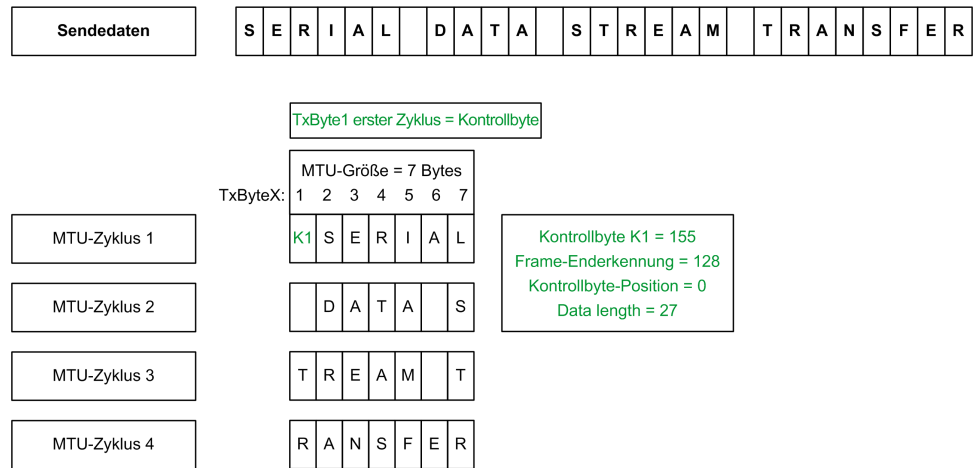 Sendedaten
S E R I A L   D A T A   S T R E A M   T R A N S F E R
TxByte1 erster Zyklus = Kontrollbyte
MTU-Größe = 7 Bytes
TxByteX: 1 2 3 4 5 6 7
MTU-Zyklus 1
K1 S E R I A L
Kontrollbyte K1 = 155
Frame-Enderkennung = 128
Kontrollbyte-Position = 0
Data length = 27
MTU-Zyklus 2
D A T A   S
MTU-Zyklus 3
T R E A M   T
MTU-Zyklus 4
R A N S F E R